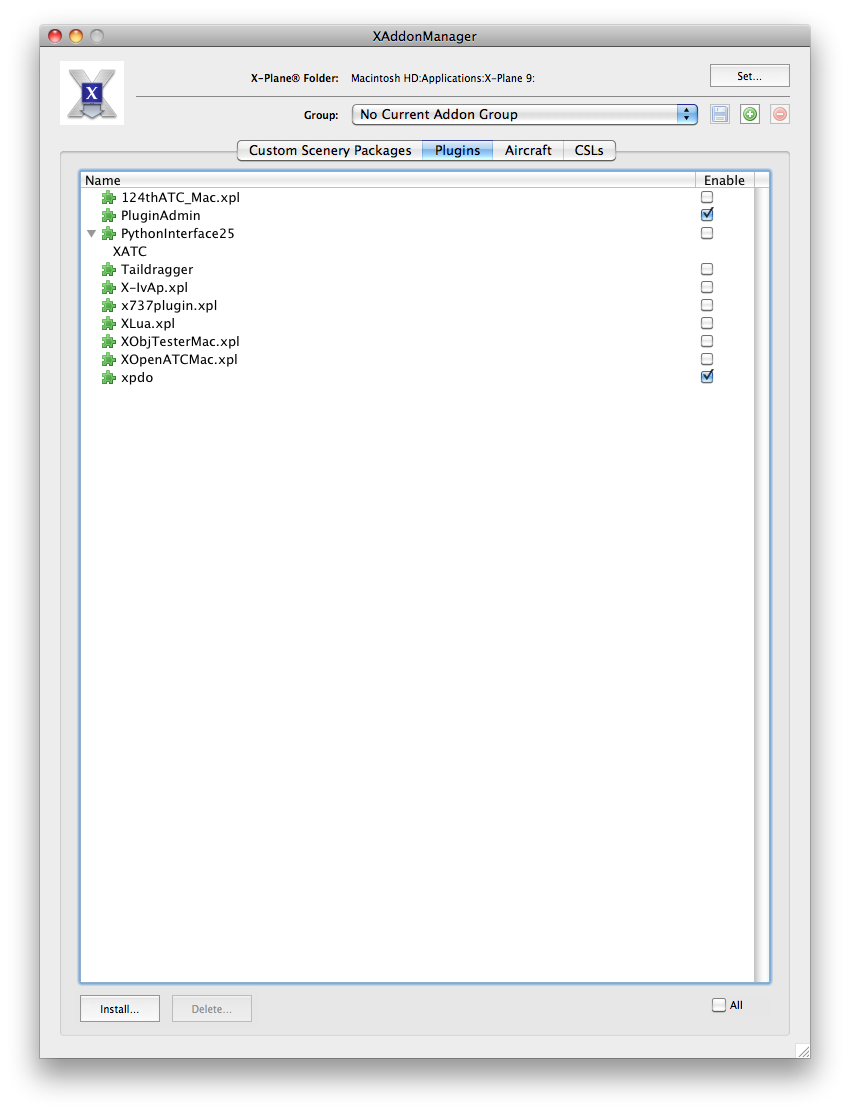 XAddonManager
X
X-Plane® Folder: Macintosh HD:Applications:X-Plane 9: Set...
Group: No Current Addon Group
Custom Scenery Packages Plugins Aircraft CSLs
Name Enable
124thATC_Mac.xpl
PluginAdmin
PythonInterface25
XATC
Taildragger
X-IvAp.xpl
x737plugin.xpl
XLua.xpl
XObjTesterMac.xpl
XOpenATCMac.xpl
xpdo
Install... Delete... All